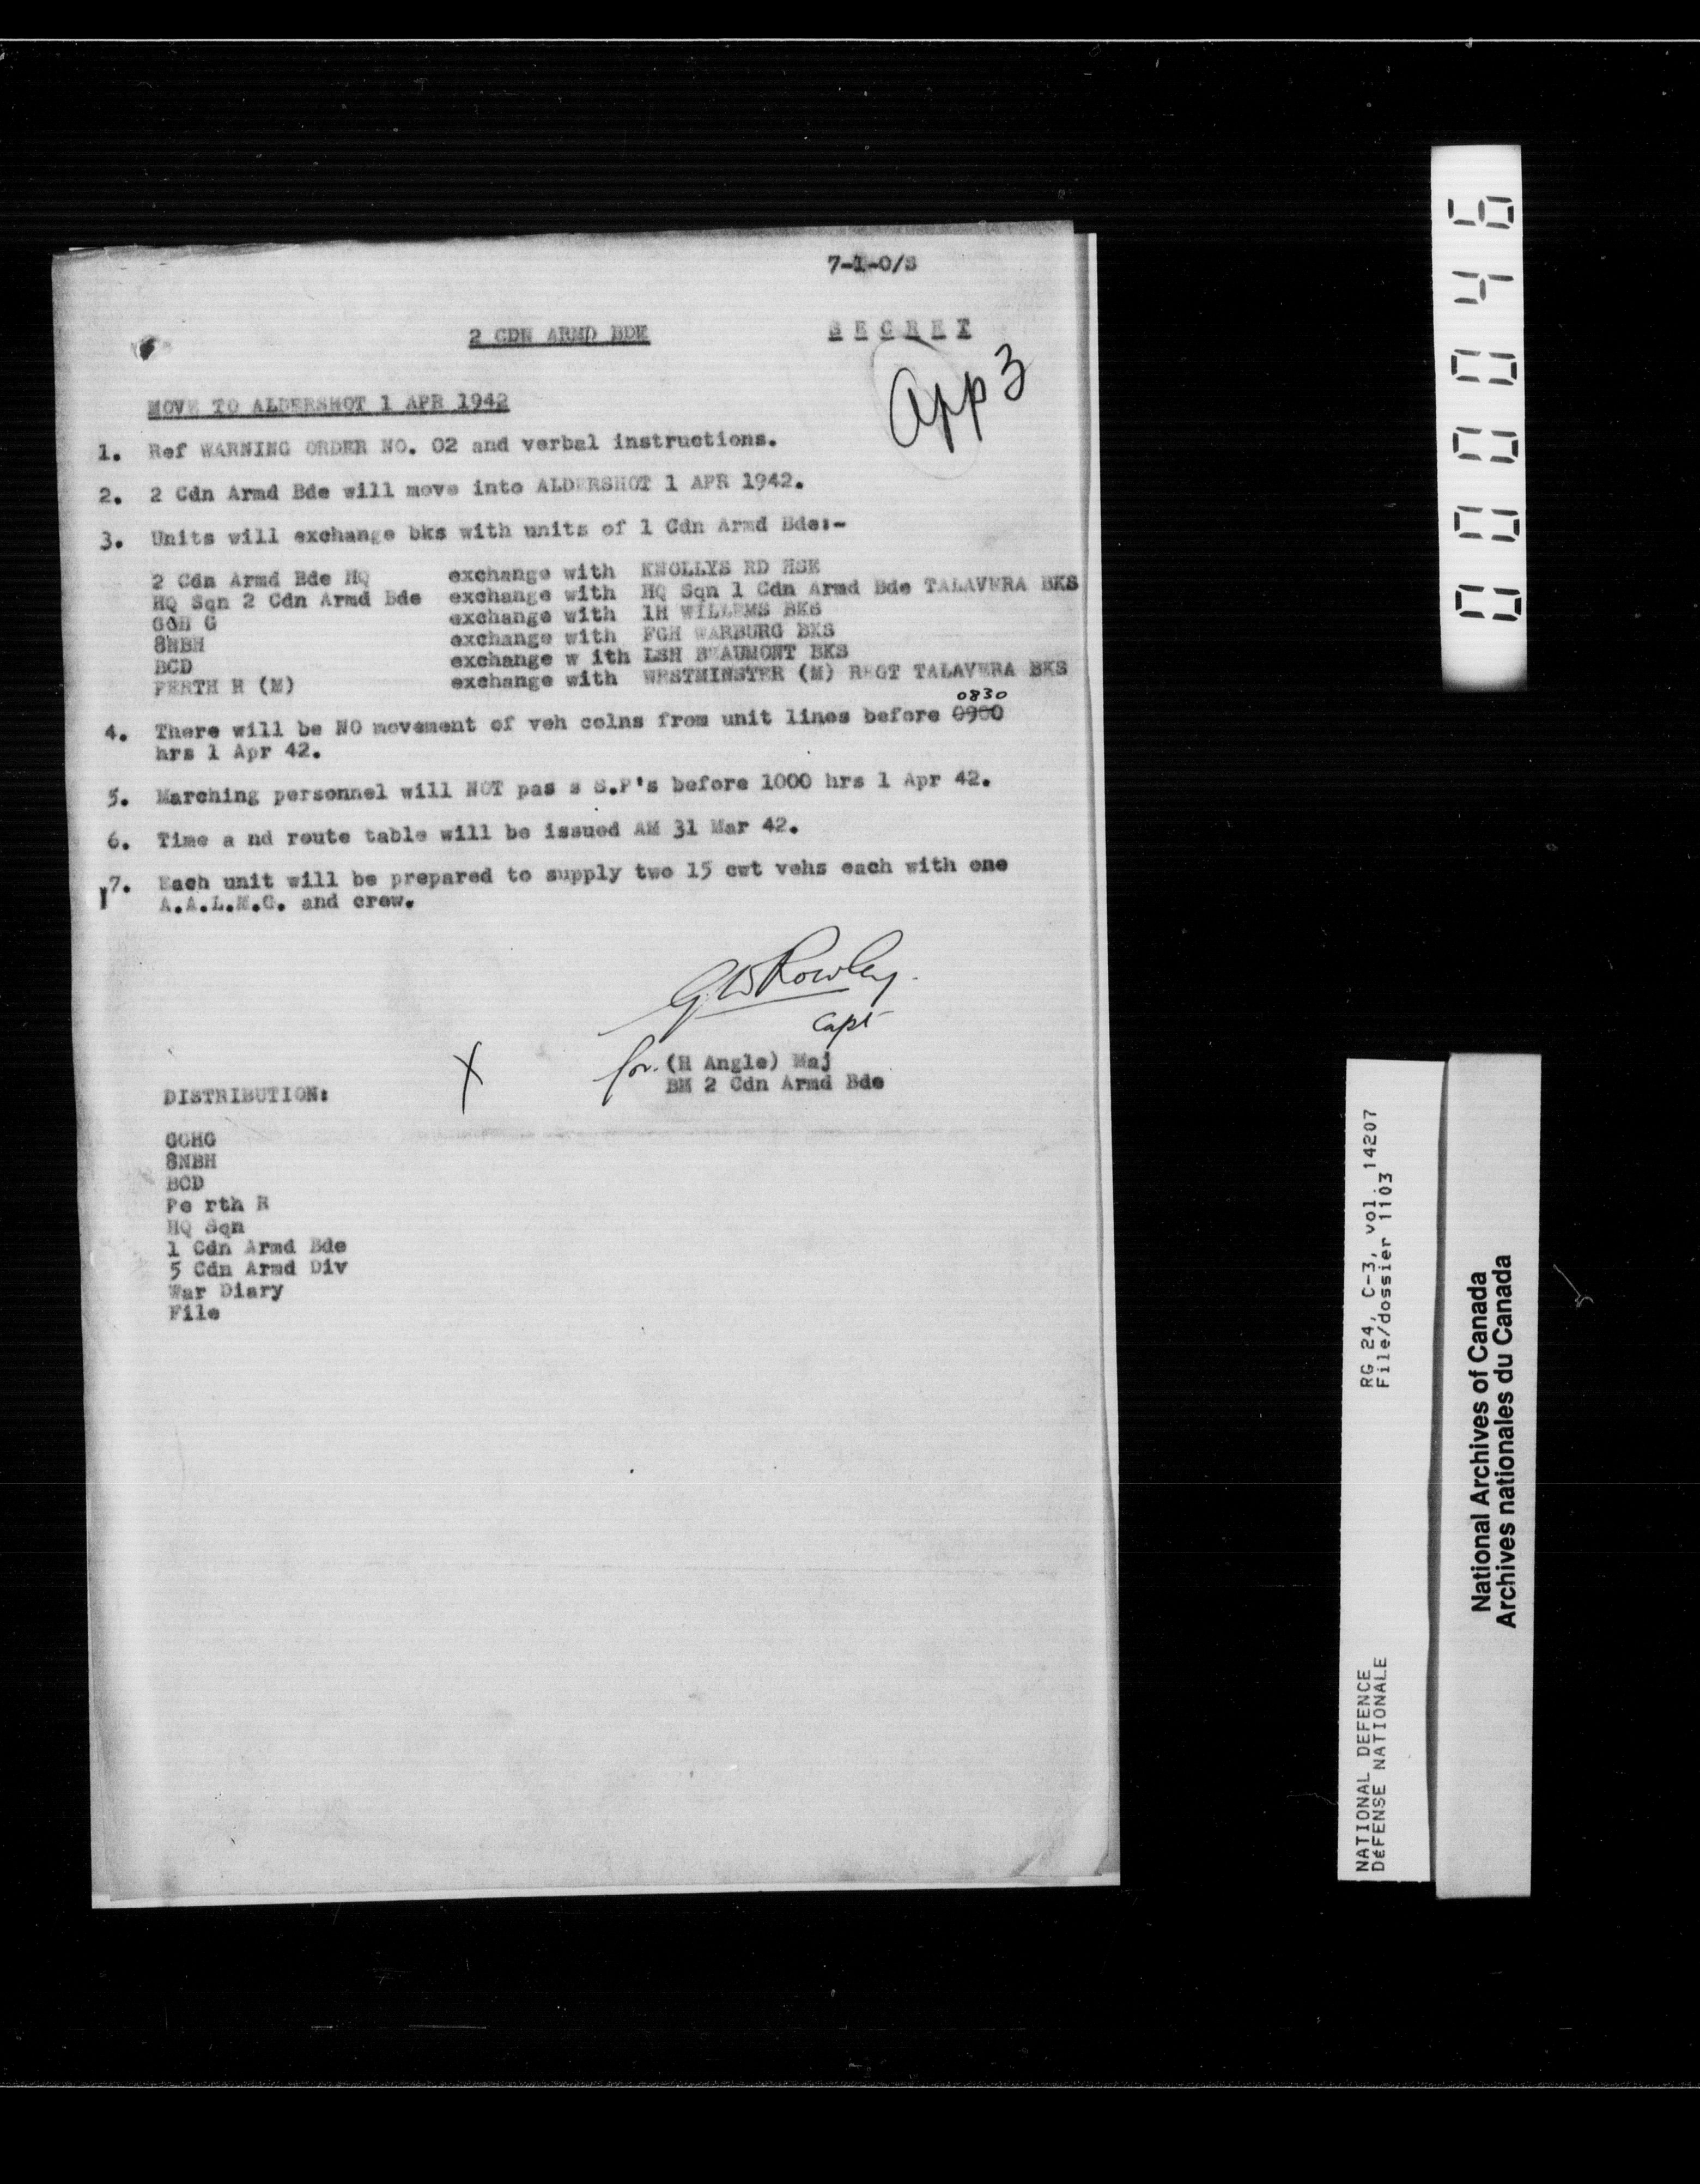 7-1-0/S
2 CDN ARMD BDE
S E C R E T
App 3
MOVE TO ALDERSHOT 1 APR 1942
1. Ref WARNING ORDER NO. 02 and verbal instructions.
2. 2 Cdn Armd Bde will move into ALDERSHOT 1 APR 1942.
3. Units will exchange bks with units of 1 Cdn Armd Bde:-
2 Cdn Armd Bde HQ exchange with KNOLLYS RD HSE
HQ Sqn 2 Cdn Armd Bde exchange with HQ Sqn 1 Cdn Armd Bde TALAVERA BKS
GGH G exchange with 1H WILLEMS BKS
8NBH exchange with FGH WARBURG BKS
BCD exchange w ith LSH BEAUMONT BKS
PERTH R (M) exchange with WESTMINSTER (M) REGT TALAVERA BKS
0830
4. There will be NO movement of veh colns from unit lines before 0900
hrs 1 Apr 42.
5. Marching personnel will NOT pas s S.P's before 1000 hrs 1 Apr 42.
6. Time a nd route table will be issued AM 31 Mar 42.
7. Each unit will be prepared to supply two 15 cwt vehs each with one
A.A.L.M.G. and crew.
GW Rowley
Capt
for (H Angle) Maj
BM 2 Cdn Armd Bde
X
DISTRIBUTION:
GGHG
8NBH
BCD
Pe rth R
HQ Sqn
1 Cdn Armd Bde
5 Cdn Armd Div
War Diary
File
000046
RG 24, C-3, vol. 14207
File/dossier 1103
NATIONAL DEFENCE
DÉFENSE NATIONALE
National Archives of Canada
Archives nationales du Canada